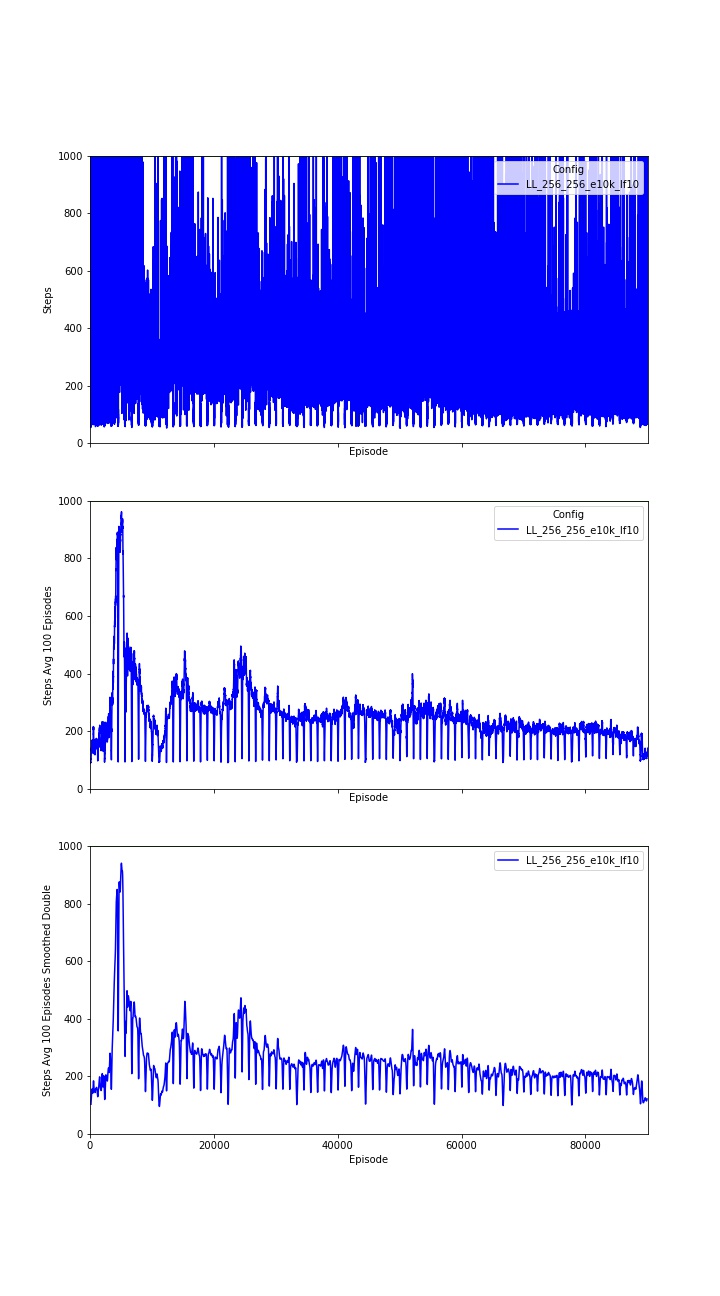 1000
800
600
400
200
0
Steps
Episode
Config
LL_256_256_e10k_lf10
1000
800
600
400
200
0
Steps Avg 100 Episodes
Episode
Config
LL_256_256_e10k_lf10
1000
800
600
400
200
0
Steps Avg 100 Episodes Smoothed Double
LL_256_256_e10k_lf10
0 20000 40000 60000 80000
Episode